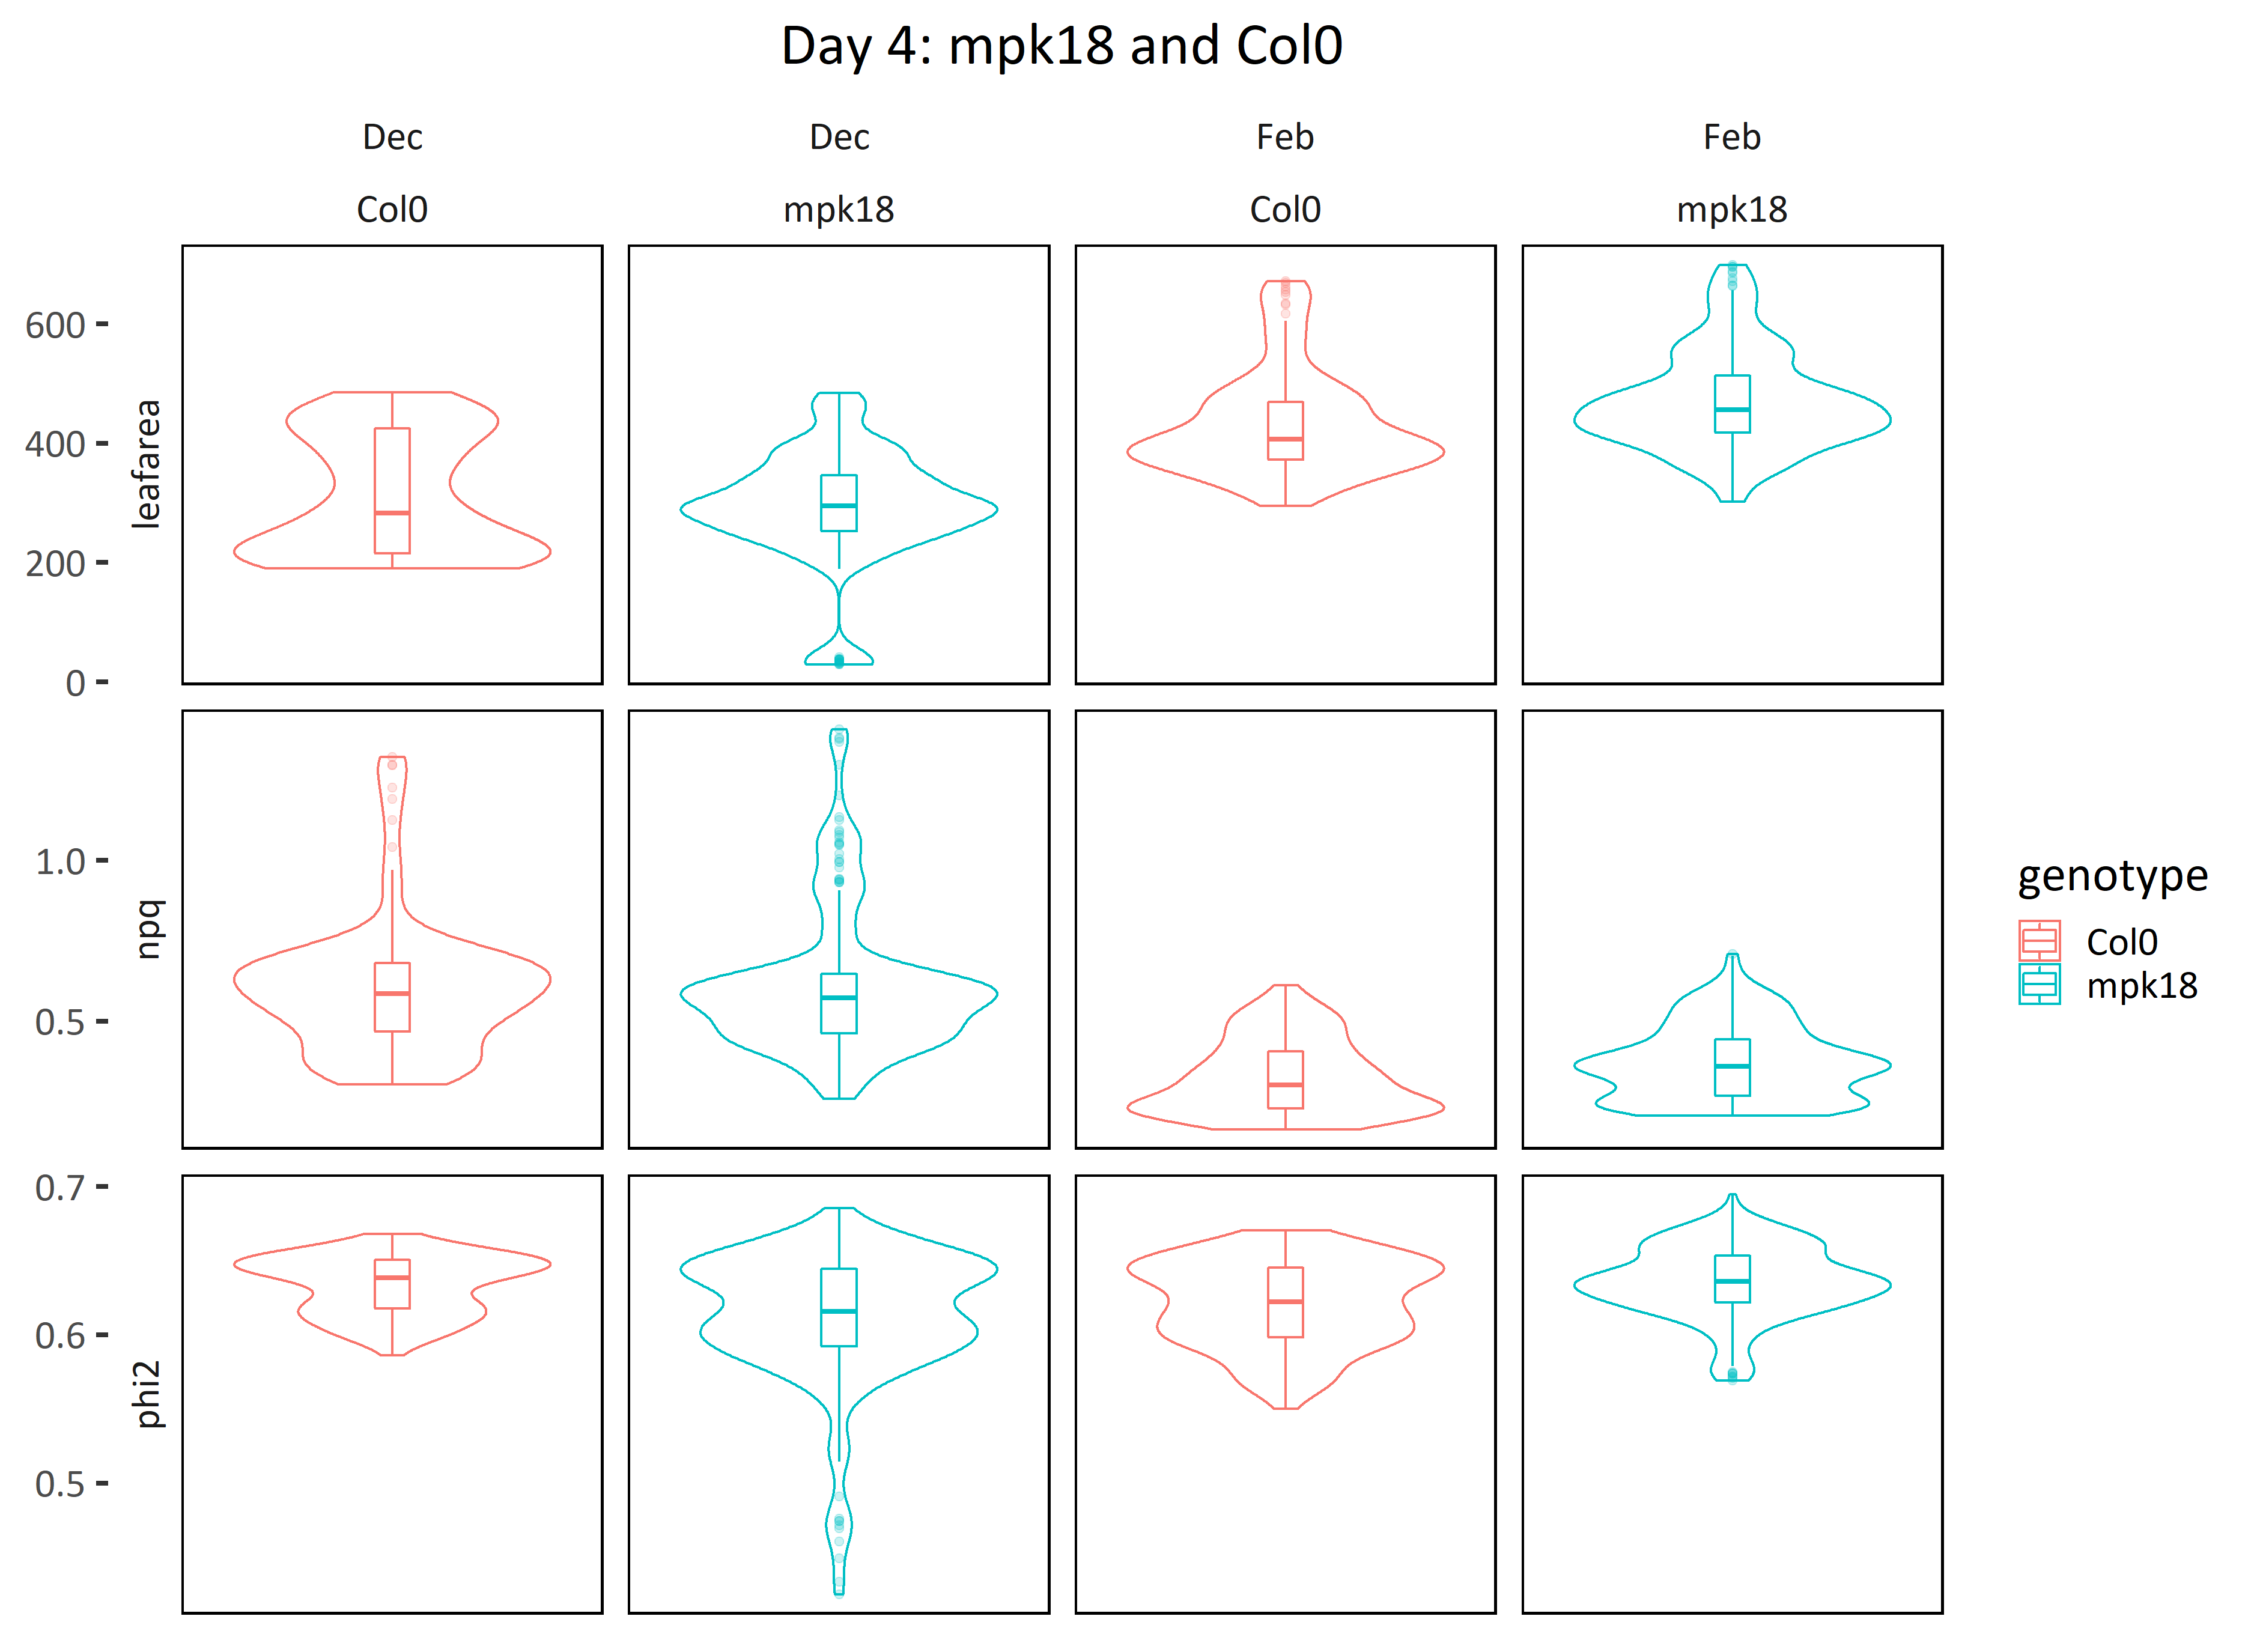 Day 4: mpk18 and Col0
Dec Dec Feb Feb
Col0 mpk18 Col0 mpk18
600
400
200
0
leafarea
1.0
0.5
npq
0.7
0.6
0.5
phi2
genotype
Col0
mpk18